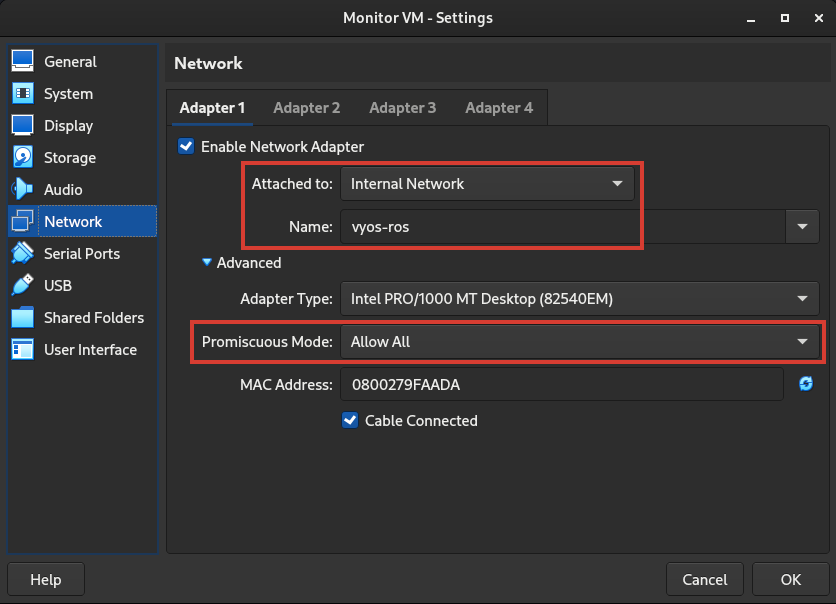 Monitor VM - Settings
General
System
Display
Storage
Audio
Network
Serial Ports
USB
Shared Folders
User Interface
Network
Adapter 1 Adapter 2 Adapter 3 Adapter 4
Enable Network Adapter
Attached to: Internal Network
Name: vyos-ros
Advanced
Adapter Type: Intel PRO/1000 MT Desktop (82540EM)
Promiscuous Mode: Allow All
MAC Address: 0800279FAADA
Cable Connected
Help Cancel OK